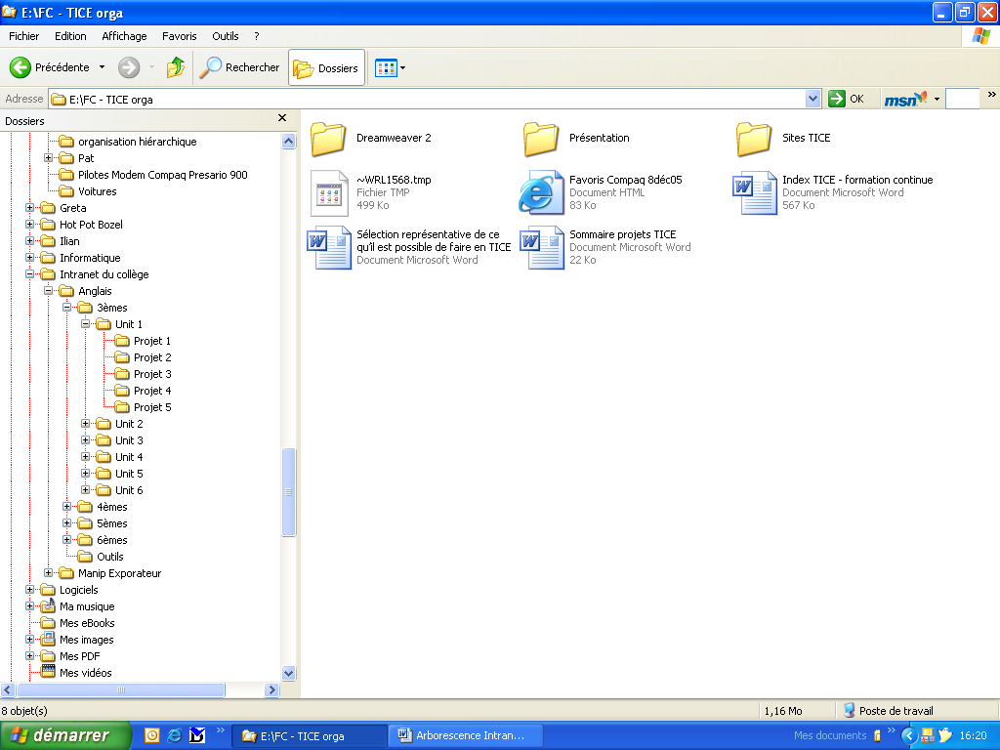 E:\FC - TICE orga
Fichier Edition Affichage Favoris Outils ?
Précédente Rechercher Dossiers
Adresse E:\FC - TICE orga OK msn »
Dossiers
organisation hiérarchique
Pat
Pilotes Modem Compaq Presario 900
Voitures
Greta
Hot Pot Bozel
Ilian
Informatique
Intranet du collège
Anglais
3èmes
Unit 1
Projet 1
Projet 2
Projet 3
Projet 4
Projet 5
Unit 2
Unit 3
Unit 4
Unit 5
Unit 6
4èmes
5èmes
6èmes
Outils
Manip Exporateur
Logiciels
Ma musique
Mes eBooks
Mes images
Mes PDF
Mes vidéos
Dreamweaver 2
Présentation
Sites TICE
~WRL1568.tmp
Fichier TMP
499 Ko
Favoris Compaq 8déc05
Document HTML
83 Ko
Index TICE - formation continue
Document Microsoft Word
567 Ko
Sélection représentative de ce
qu'il est possible de faire en TICE
Document Microsoft Word
Sommaire projets TICE
Document Microsoft Word
22 Ko
8 objet(s) 1,16 Mo Poste de travail
démarrer » E:\FC - TICE orga Arborescence Intran... Mes documents » 16:20